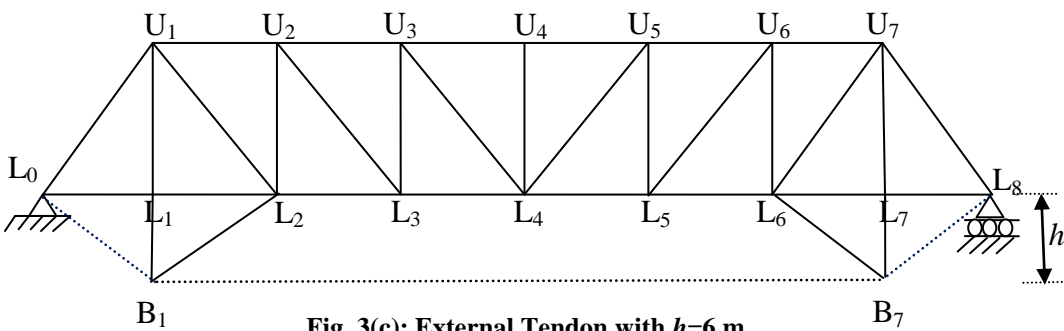 U₁ U₂ U₃ U₄ U₅ U₆ U₇
L₀ L₁ L₂ L₃ L₄ L₅ L₆ L₇ L₈
h
B₁ B₇
Fig. 3(c): External Tendon with h=6 m